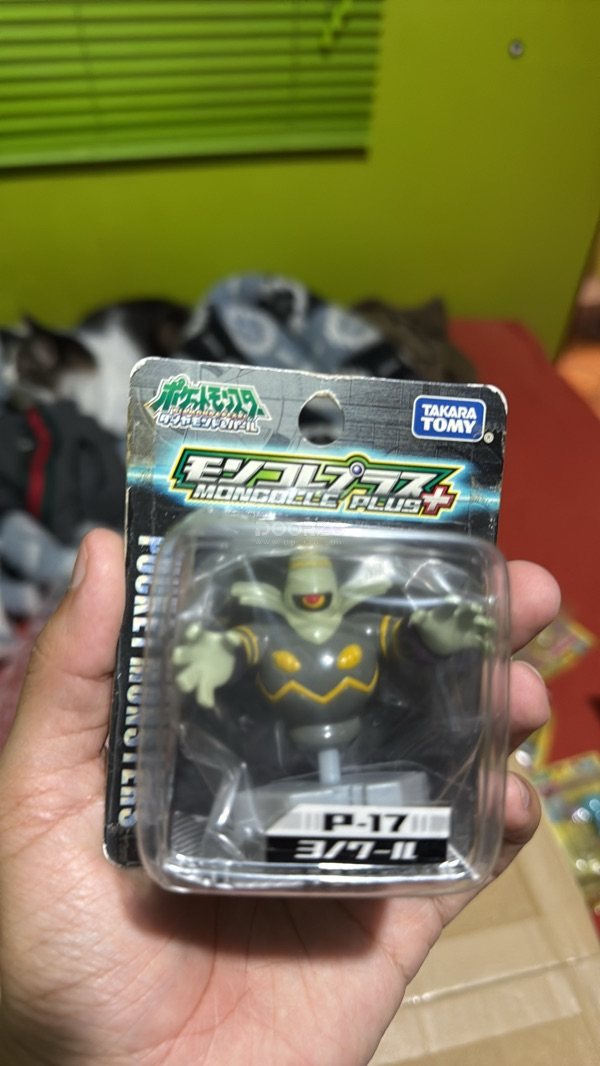 ポケットモンスター
ダイヤモンド&パール
TAKARA
TOMY
モンコレプラス+
MONCOLLE PLUS
POCKET MONSTERS
P-17
ヨノワール